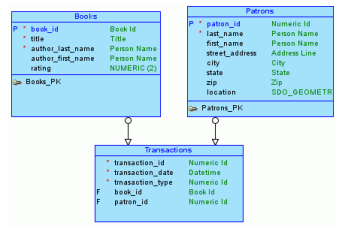 Books
P * book_id Book Id
* title Title
* author_last_name Person Name
author_first_name Person Name
rating NUMERIC (2)
Books_PK
Patrons
P * patron_id Numeric Id
* last_name Person Name
first_name Person Name
street_address Address Line
city City
state State
zip Zip
location SDO_GEOMETR
Patrons_PK
Transactions
* transaction_id Numeric Id
* transaction_date Datetime
* trnasaction_type Numeric Id
F book_id Book Id
F patron_id Numeric Id